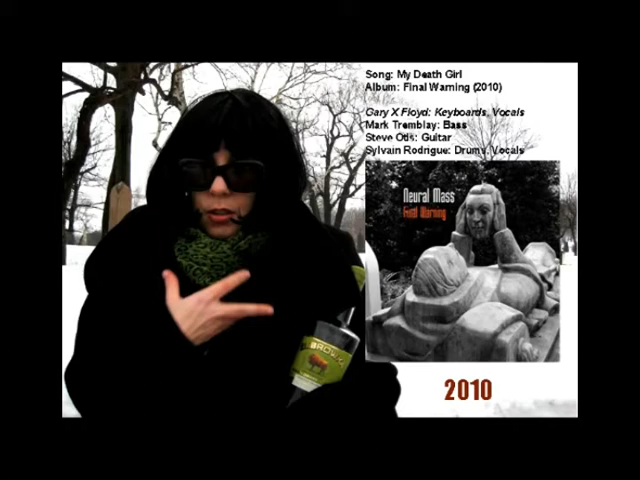 Song: My Death Girl
Album: Final Warning (2010)
Gary X Floyd: Keyboards, Vocals
Mark Tremblay: Bass
Steve Otis: Guitar
Sylvain Rodrigue: Drums, Vocals
Neural Mass
Final Warning
2010